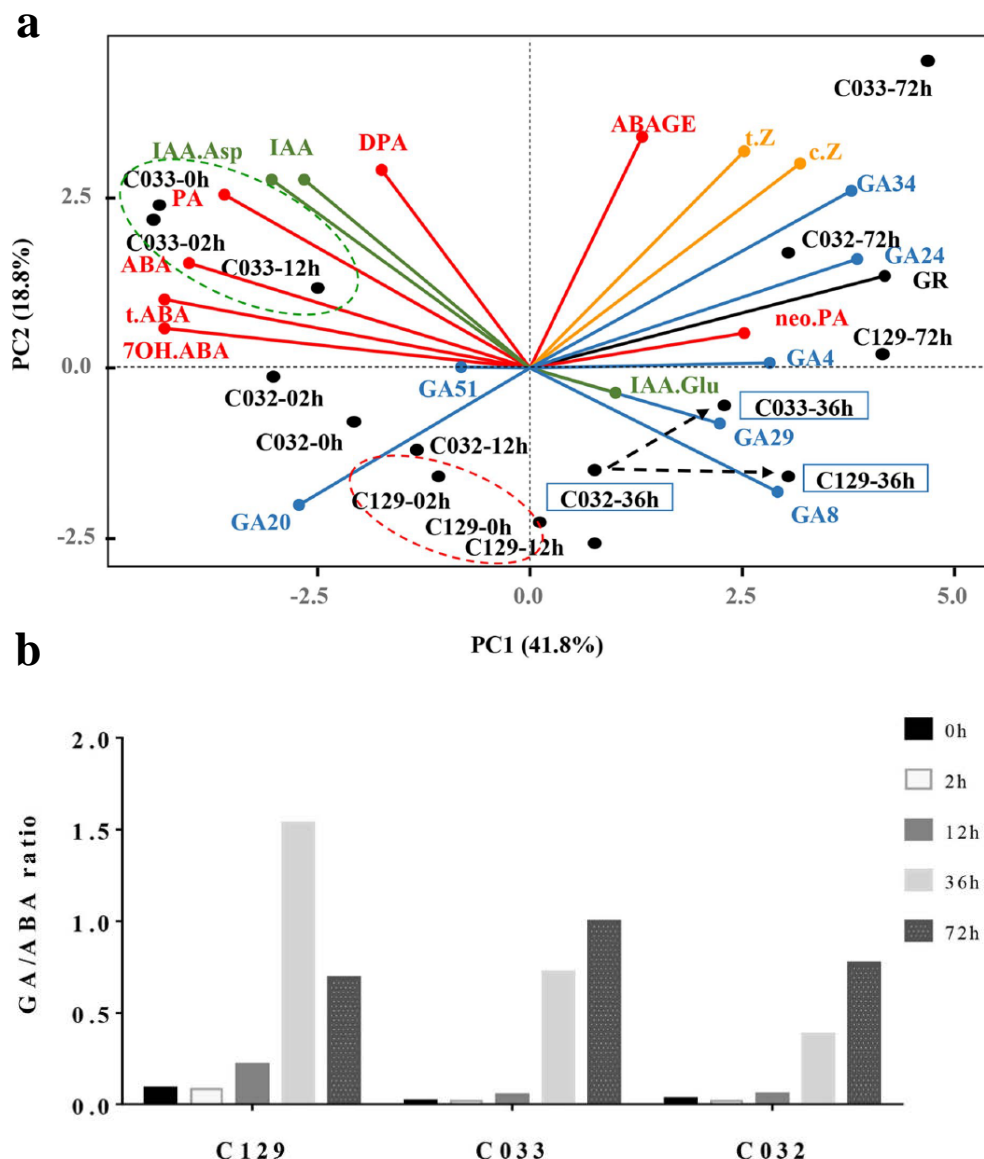 a
C033-72h
ABAGE
t.Z
c.Z
DPA
IAA
IAA.Asp
C033-0h
PA
GA34
2.5
C033-02h
C032-72h
GA24
ABA
C033-12h
GR
t.ABA
neo.PA
C129-72h
7OH.ABA
GA4
0.0
GA51
IAA.Glu
C032-02h
C033-36h
GA29
C032-0h
C032-12h
C129-36h
C129-02h
C032-36h
GA8
GA20
C129-0h
C129-12h
-2.5
PC2 (18.8%)
-2.5 0.0 2.5 5.0
PC1 (41.8%)
b
2.0
1.5
1.0
0.5
0.0
GA/ABA ratio
0h
2h
12h
36h
72h
C129 C033 C032